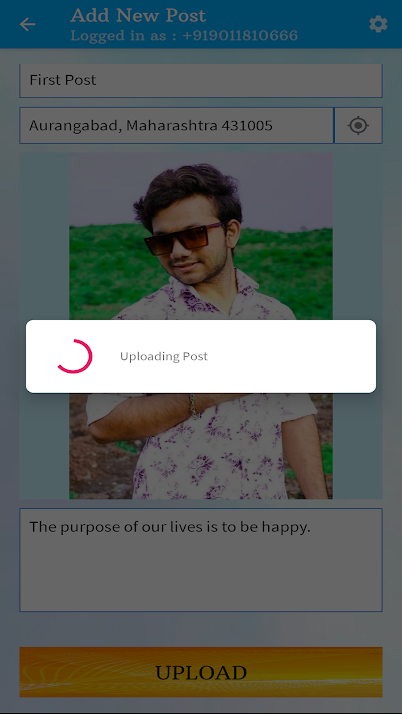 Add New Post
Logged in as : +919011810666
First Post
Aurangabad, Maharashtra 431005
Uploading Post
The purpose of our lives is to be happy.
UPLOAD